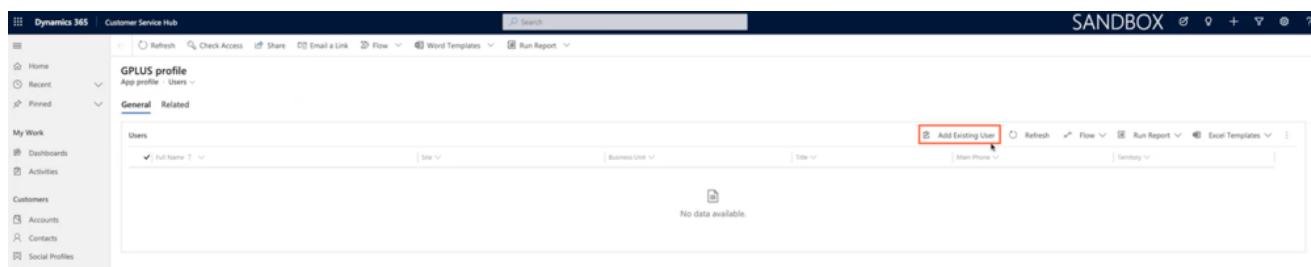 Dynamics 365 Customer Service Hub Search SANDBOX
Refresh Check Access Share Email a Link Flow Word Templates Run Report
Home
Recent
Pinned
My Work
Dashboards
Activities
Customers
Accounts
Contacts
Social Profiles
GPLUS profile
App profile · Users
General Related
Users Add Existing User Refresh Flow Run Report Excel Templates
Full Name ↑ Site Business Unit Title Main Phone Territory
No data available.